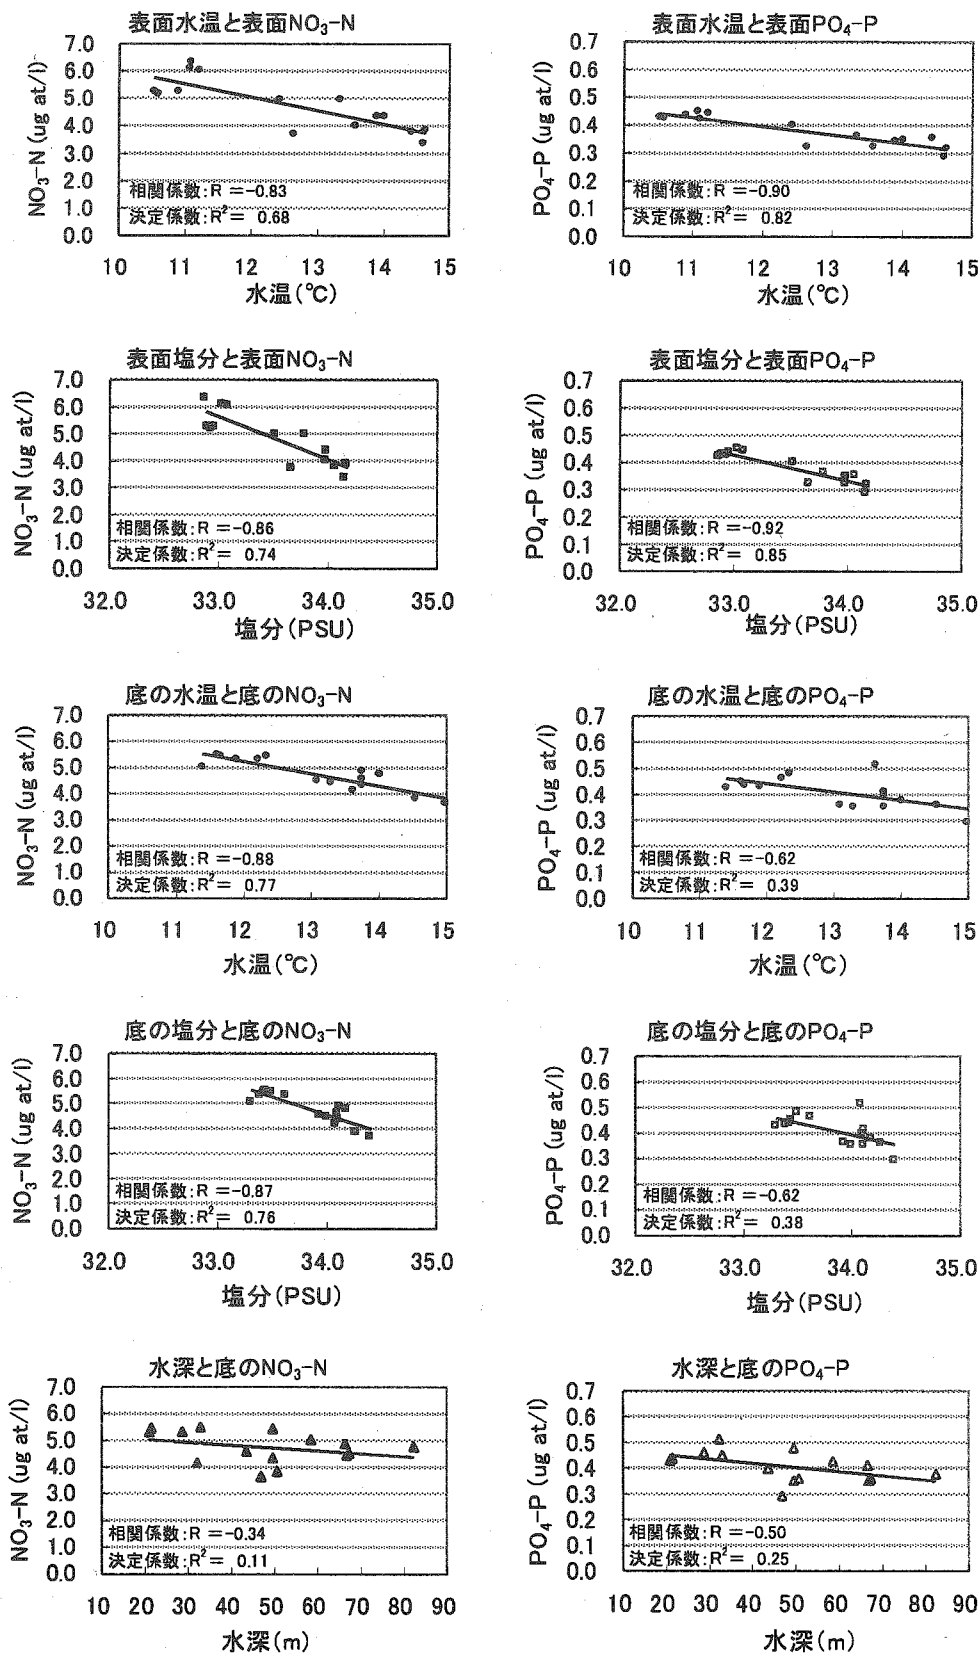 表面水温と表面NO₃-N
NO₃-N (ug at/l)
7.0
6.0
5.0
4.0
3.0
2.0
1.0
0.0
相関係数:R =-0.83
決定係数:R²= 0.68
10 11 12 13 14 15
水温(℃)
表面水温と表面PO₄-P
PO₄-P (ug at/l)
0.7
0.6
0.5
0.4
0.3
0.2
0.1
0.0
相関係数:R =-0.90
決定係数:R²= 0.82
10 11 12 13 14 15
水温(℃)
表面塩分と表面NO₃-N
NO₃-N (ug at/l)
7.0
6.0
5.0
4.0
3.0
2.0
1.0
0.0
相関係数:R =-0.86
決定係数:R²= 0.74
32.0 33.0 34.0 35.0
塩分(PSU)
表面塩分と表面PO₄-P
PO₄-P (ug at/l)
0.7
0.6
0.5
0.4
0.3
0.2
0.1
0.0
相関係数:R =-0.92
決定係数:R²= 0.85
32.0 33.0 34.0 35.0
塩分(PSU)
底の水温と底のNO₃-N
NO₃-N (ug at/l)
7.0
6.0
5.0
4.0
3.0
2.0
1.0
0.0
相関係数:R =-0.88
決定係数:R²= 0.77
10 11 12 13 14 15
水温(℃)
底の水温と底のPO₄-P
PO₄-P (ug at/l)
0.7
0.6
0.5
0.4
0.3
0.2
0.1
0.0
相関係数:R =-0.62
決定係数:R²= 0.39
10 11 12 13 14 15
水温(℃)
底の塩分と底のNO₃-N
NO₃-N (ug at/l)
7.0
6.0
5.0
4.0
3.0
2.0
1.0
0.0
相関係数:R =-0.87
決定係数:R²= 0.76
32.0 33.0 34.0 35.0
塩分(PSU)
底の塩分と底のPO₄-P
PO₄-P (ug at/l)
0.7
0.6
0.5
0.4
0.3
0.2
0.1
0.0
相関係数:R =-0.62
決定係数:R²= 0.38
32.0 33.0 34.0 35.0
塩分(PSU)
水深と底のNO₃-N
NO₃-N (ug at/l)
7.0
6.0
5.0
4.0
3.0
2.0
1.0
0.0
相関係数:R =-0.34
決定係数:R²= 0.11
10 20 30 40 50 60 70 80 90
水深(m)
水深と底のPO₄-P
PO₄-P (ug at/l)
0.7
0.6
0.5
0.4
0.3
0.2
0.1
0.0
相関係数:R =-0.50
決定係数:R²= 0.25
10 20 30 40 50 60 70 80 90
水深(m)